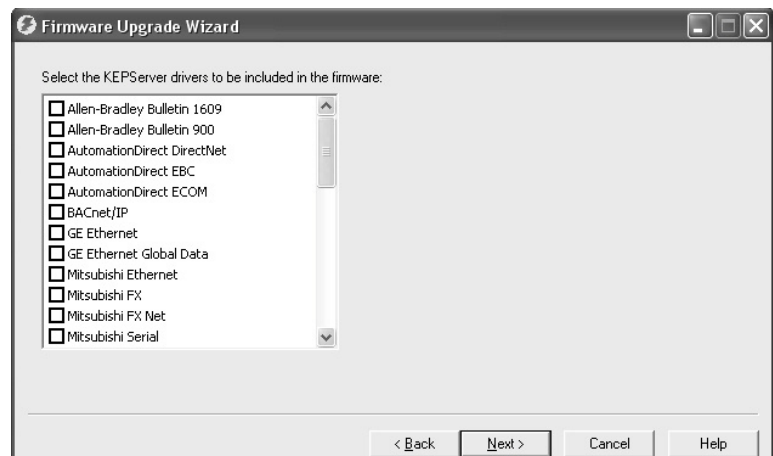 Firmware Upgrade Wizard
Select the KEPServer drivers to be included in the firmware:
Allen-Bradley Bulletin 1609
Allen-Bradley Bulletin 900
AutomationDirect DirectNet
AutomationDirect EBC
AutomationDirect ECOM
BACnet/IP
GE Ethernet
GE Ethernet Global Data
Mitsubishi Ethernet
Mitsubishi FX
Mitsubishi FX Net
Mitsubishi Serial
< Back Next > Cancel Help